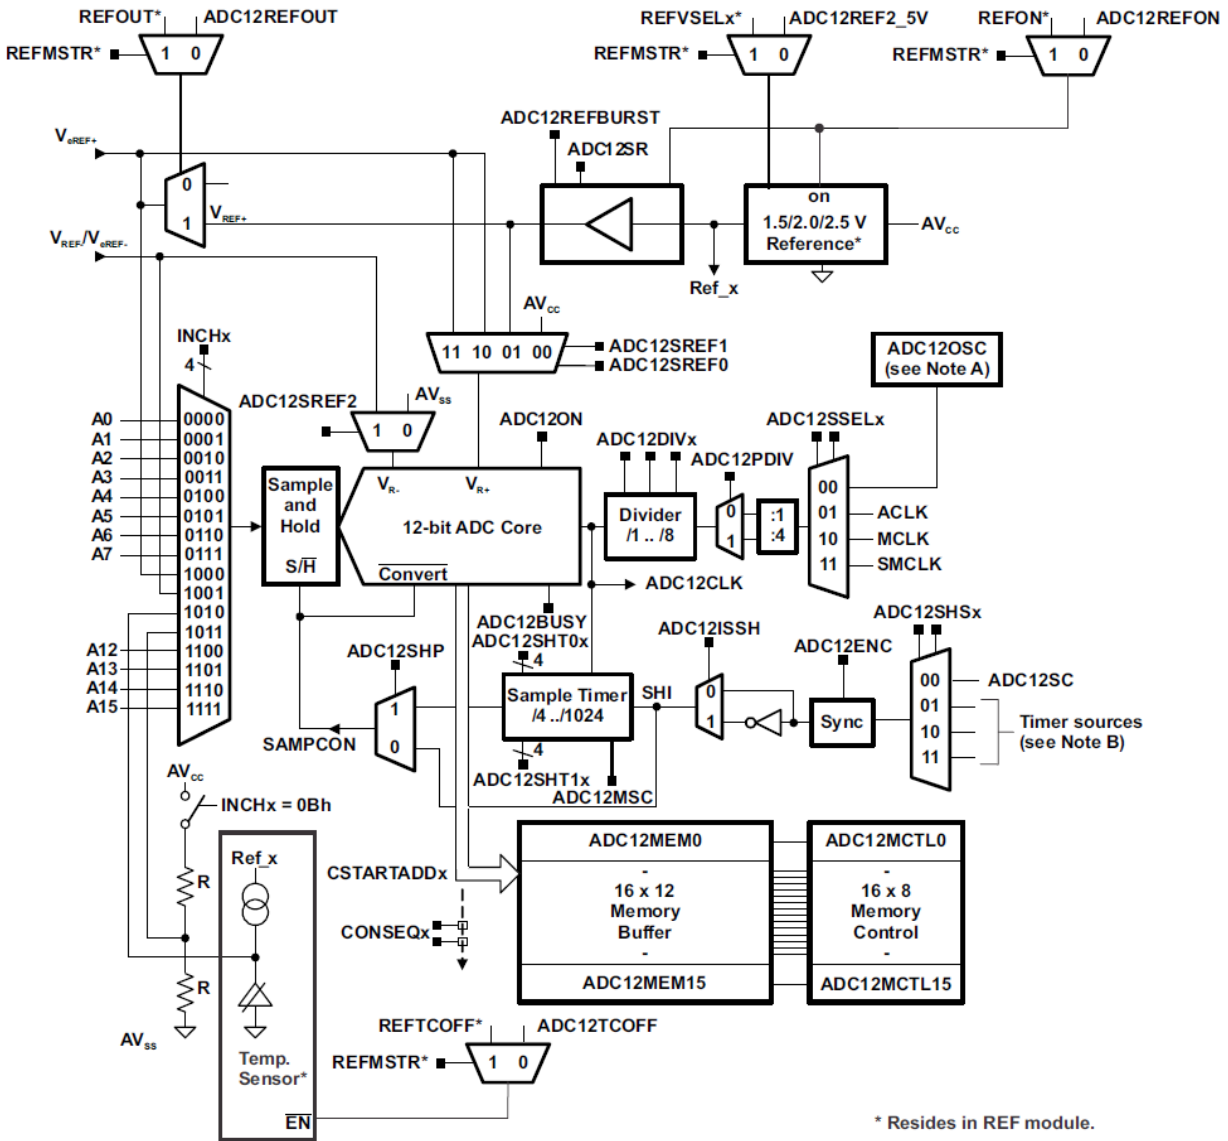 REFOUT* ADC12REFOUT
REFMSTR* 1 0
REFVSELx* ADC12REF2_5V
REFMSTR* 1 0
REFON* ADC12REFON
REFMSTR* 1 0
ADC12REFBURST
ADC12SR
VeREF+
0
1
VREF+
on
1.5/2.0/2.5 V
Reference*
AVcc
VREF-/VeREF-
Ref_x
AVcc
INCHx
4
11 10 01 00
ADC12SREF1
ADC12SREF0
ADC12OSC
(see Note A)
ADC12SREF2
AVss
1 0
ADC12ON
ADC12DIVx
ADC12PDIV
ADC12SSELx
A0 0000
A1 0001
A2 0010
A3 0011
A4 0100
A5 0101
A6 0110
A7 0111
1000
1001
1010
1011
A12 1100
A13 1101
A14 1110
A15 1111
Sample
and
Hold
S/H
VR- VR+
12-bit ADC Core
Convert
Divider
/1 .. /8
0
1
:1
:4
00
01 ACLK
10 MCLK
11 SMCLK
ADC12CLK
ADC12BUSY
ADC12SHT0x
4
ADC12SHP
1
0
SAMPCON
Sample Timer
/4 ../1024
SHI
4
ADC12SHT1x
ADC12MSC
ADC12ISSH
0
1
ADC12ENC
Sync
ADC12SHSx
00 ADC12SC
01
10
11
Timer sources
(see Note B)
AVcc
INCHx = 0Bh
R
R
AVss
Ref_x
Temp.
Sensor*
EN
CSTARTADDx
CONSEQx
ADC12MEM0
-
16 x 12
Memory
Buffer
-
ADC12MEM15
ADC12MCTL0
-
16 x 8
Memory
Control
-
ADC12MCTL15
REFTCOFF* ADC12TCOFF
REFMSTR* 1 0
* Resides in REF module.